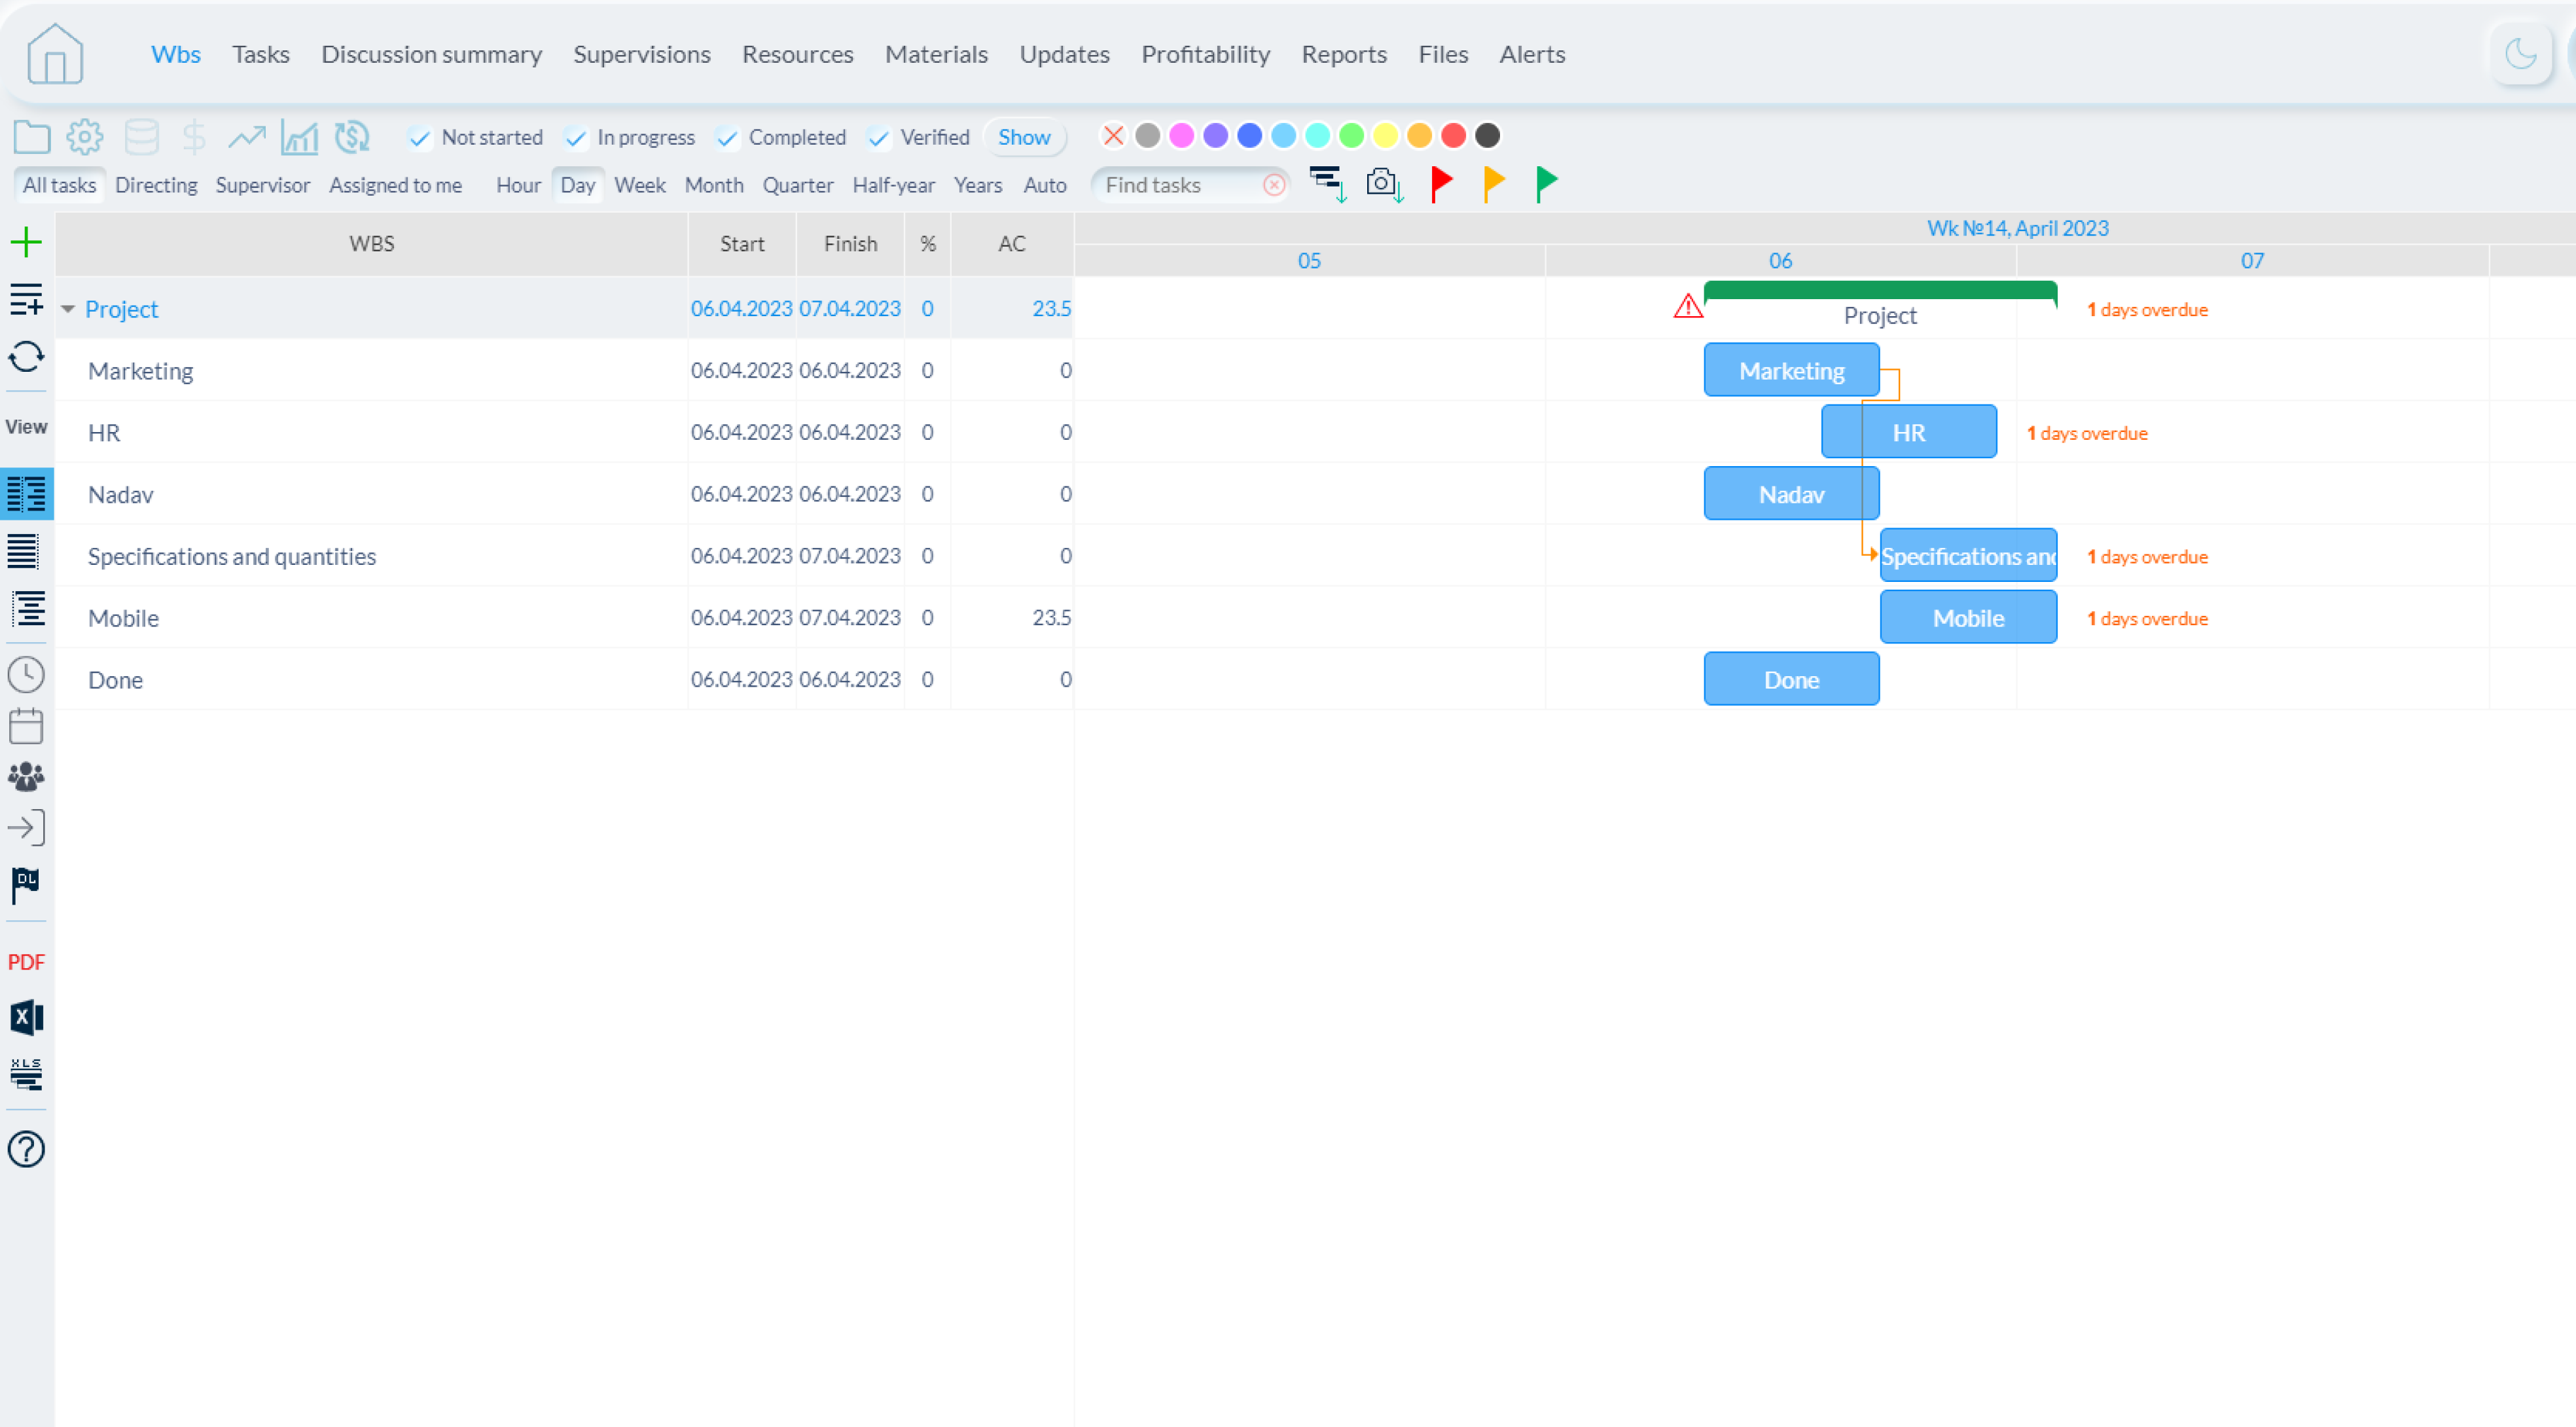 Wbs Tasks Discussion summary Supervisions Resources Materials Updates Profitability Reports Files Alerts
Not started In progress Completed Verified Show
All tasks Directing Supervisor Assigned to me Hour Day Week Month Quarter Half-year Years Auto Find tasks
WBS Start Finish % AC Wk №14, April 2023
05 06 07
Project 06.04.2023 07.04.2023 0 23.5 Project 1 days overdue
Marketing 06.04.2023 06.04.2023 0 0 Marketing
View
HR 06.04.2023 06.04.2023 0 0 HR 1 days overdue
Nadav 06.04.2023 06.04.2023 0 0 Nadav
Specifications and quantities 06.04.2023 07.04.2023 0 0 Specifications and 1 days overdue
Mobile 06.04.2023 07.04.2023 0 23.5 Mobile 1 days overdue
Done 06.04.2023 06.04.2023 0 0 Done
DL
PDF
X
XLS